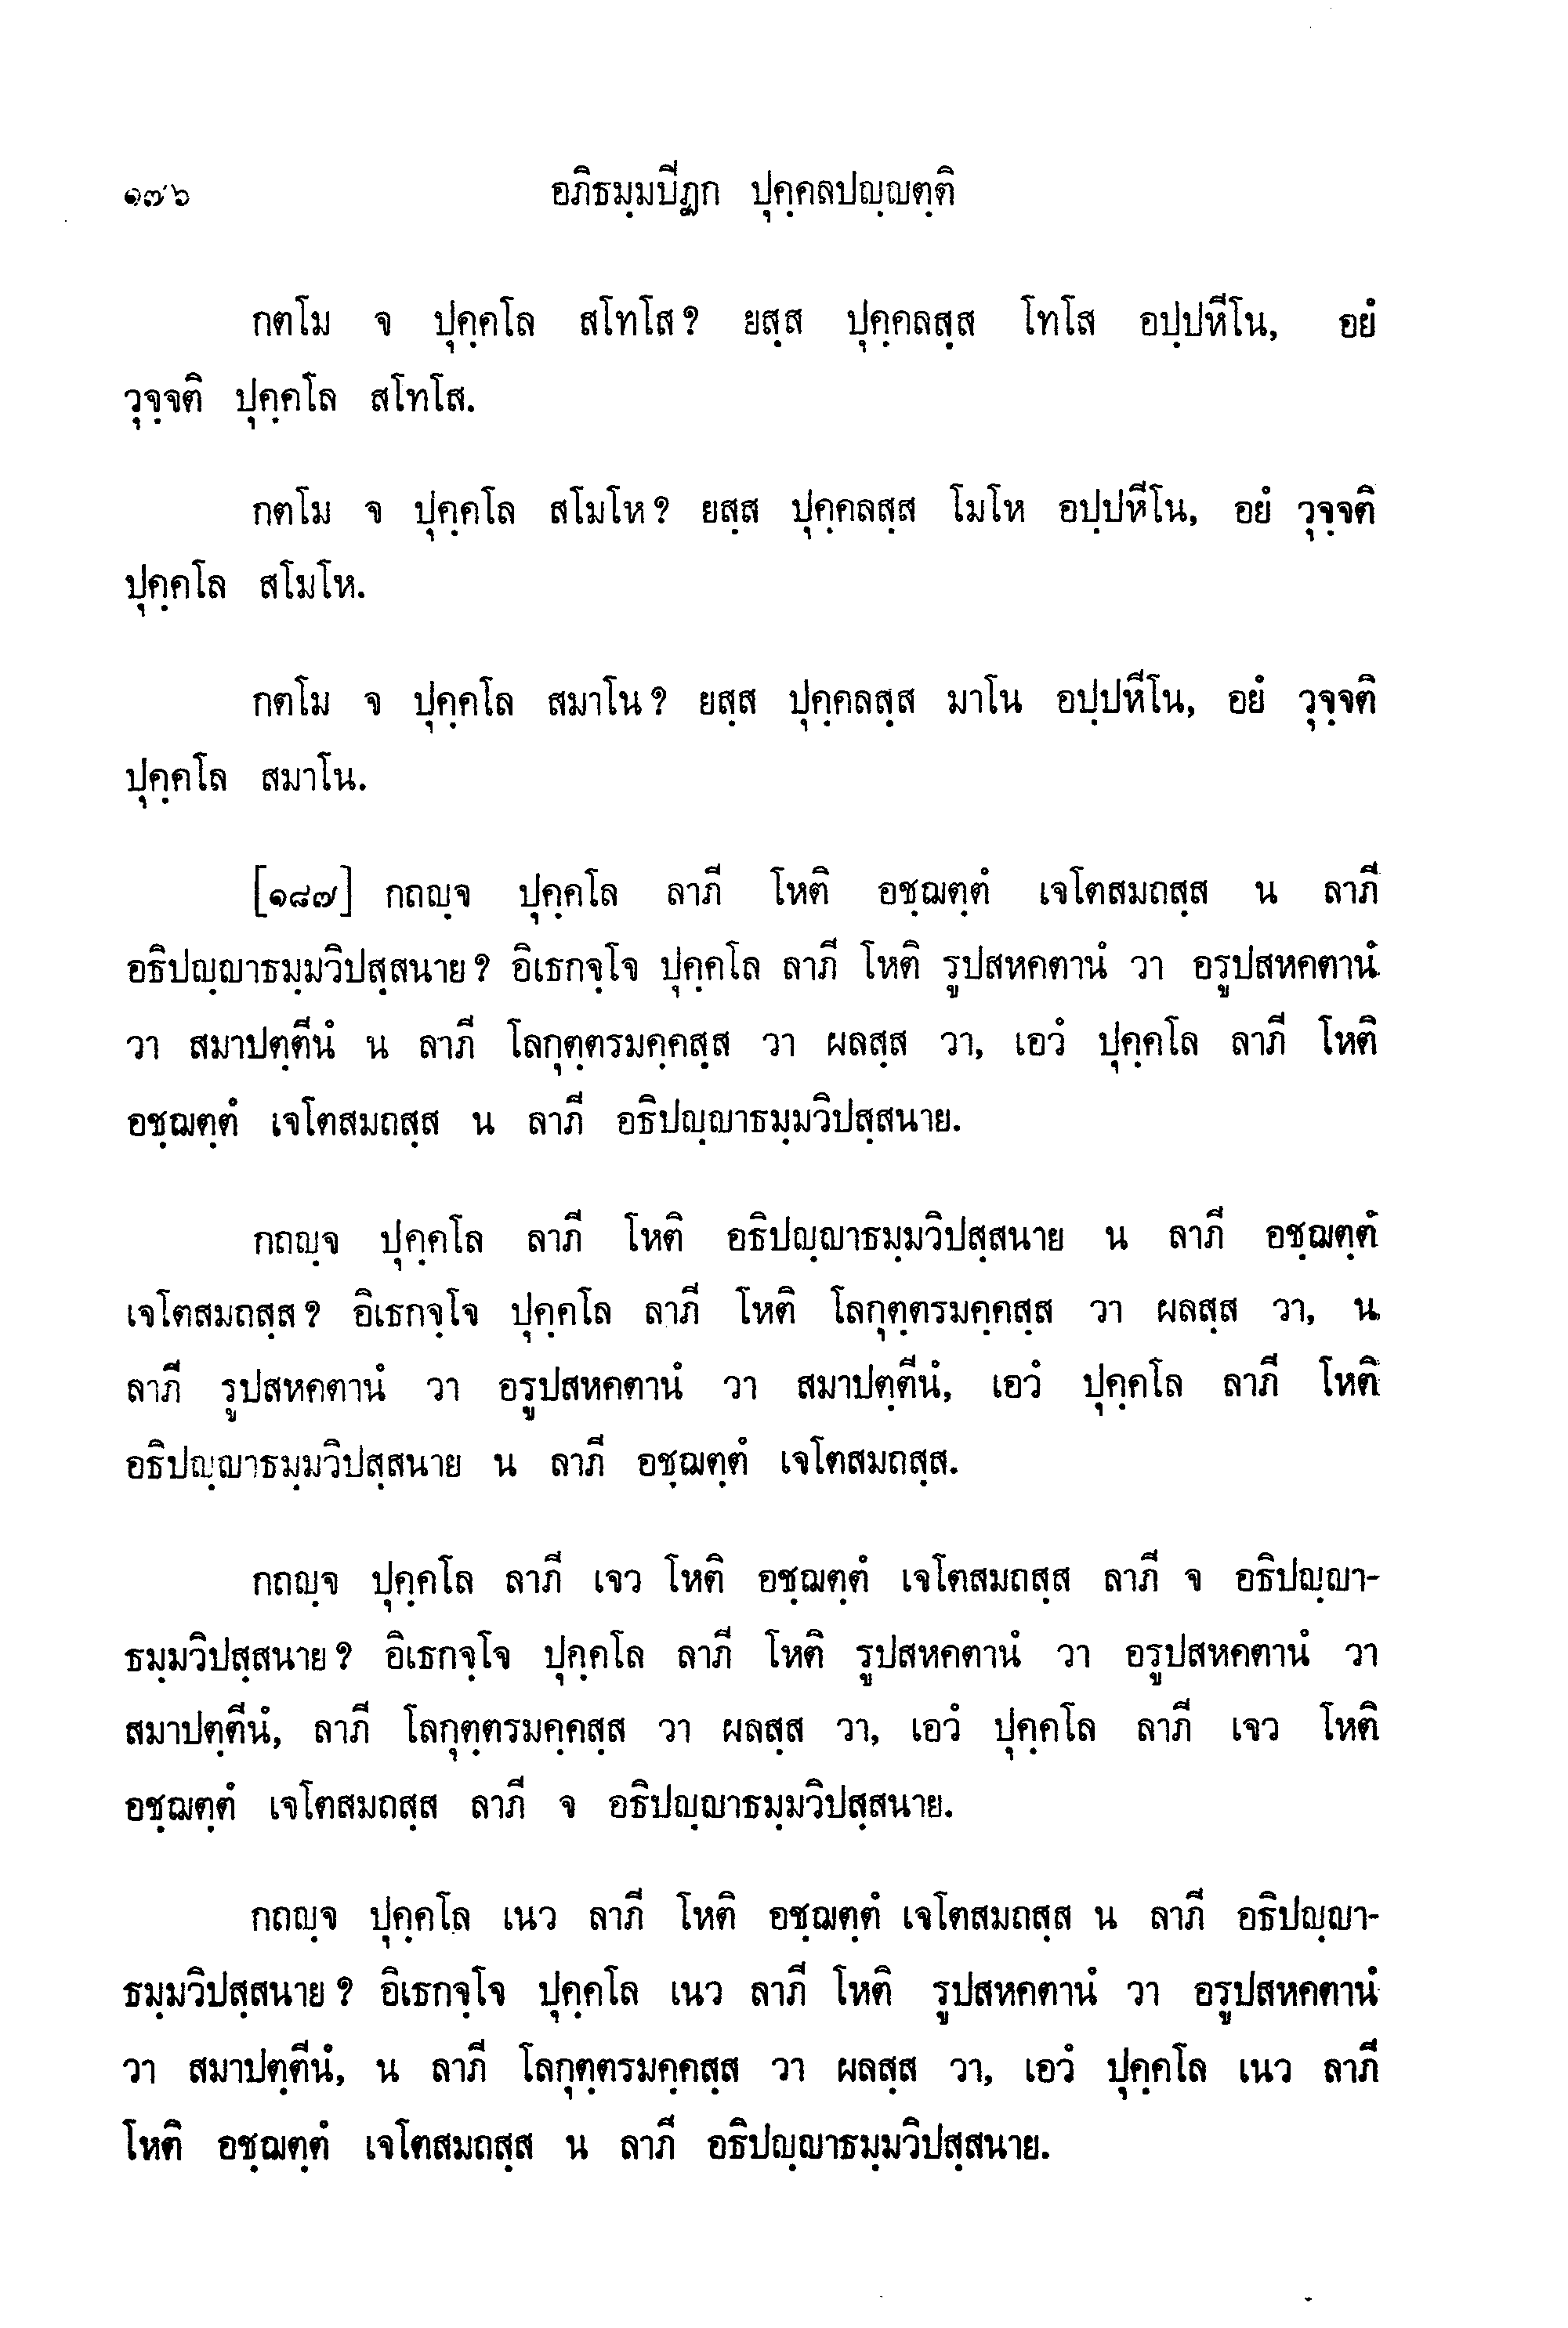 ๑๗๖ อภิธมฺมปีฏก ปุคฺคลปญฺญตฺติ
กตโม จ ปุคฺคโล สโทโส? ยสฺส ปุคฺคลสฺส โทโส อปฺปหีโน, อยํ
วุจฺจติ ปุคฺคโล สโทโส.
กตโม จ ปุคฺคโล สโมโห? ยสฺส ปุคฺคลสฺส โมโห อปฺปหีโน, อยํ วุจฺจติ
ปุคฺคโล สโมโห.
กตโม จ ปุคฺคโล สมาโน? ยสฺส ปุคฺคลสฺส มาโน อปฺปหีโน, อยํ วุจฺจติ
ปุคฺคโล สมาโน.
[๑๘๗] กถญฺจ ปุคฺคโล ลาภี โหติ อชฺฌตฺตํ เจโตสมถสฺส น ลาภี
อธิปญฺญาธมฺมวิปสฺสนาย? อิเธกจฺโจ ปุคฺคโล ลาภี โหติ รูปสหคตานํ วา อรูปสหคตานํ
วา สมาปตฺตีนํ น ลาภี โลกุตฺตรมคฺคสฺส วา ผลสฺส วา, เอวํ ปุคฺคโล ลาภี โหติ
อชฺฌตฺตํ เจโตสมถสฺส น ลาภี อธิปญฺญาธมฺมวิปสฺสนาย.
กถญฺจ ปุคฺคโล ลาภี โหติ อธิปญฺญาธมฺมวิปสฺสนาย น ลาภี อชฺฌตฺตํ
เจโตสมถสฺส? อิเธกจฺโจ ปุคฺคโล ลาภี โหติ โลกุตฺตรมคฺคสฺส วา ผลสฺส วา, น
ลาภี รูปสหคตานํ วา อรูปสหคตานํ วา สมาปตฺตีนํ, เอวํ ปุคฺคโล ลาภี โหติ
อธิปญฺญาธมฺมวิปสฺสนาย น ลาภี อชฺฌตฺตํ เจโตสมถสฺส.
กถญฺจ ปุคฺคโล ลาภี เจว โหติ อชฺฌตฺตํ เจโตสมถสฺส ลาภี จ อธิปญฺญา-
ธมฺมวิปสฺสนาย? อิเธกจฺโจ ปุคฺคโล ลาภี โหติ รูปสหคตานํ วา อรูปสหคตานํ วา
สมาปตฺตีนํ, ลาภี โลกุตฺตรมคฺคสฺส วา ผลสฺส วา, เอวํ ปุคฺคโล ลาภี เจว โหติ
อชฺฌตฺตํ เจโตสมถสฺส ลาภี จ อธิปญฺญาธมฺมวิปสฺสนาย.
กถญฺจ ปุคฺคโล เนว ลาภี โหติ อชฺฌตฺตํ เจโตสมถสฺส น ลาภี อธิปญฺญา-
ธมฺมวิปสฺสนาย? อิเธกจฺโจ ปุคฺคโล เนว ลาภี โหติ รูปสหคตานํ วา อรูปสหคตานํ
วา สมาปตฺตีนํ, น ลาภี โลกุตฺตรมคฺคสฺส วา ผลสฺส วา, เอวํ ปุคฺคโล เนว ลาภี
โหติ อชฺฌตฺตํ เจโตสมถสฺส น ลาภี อธิปญฺญาธมฺมวิปสฺสนาย.